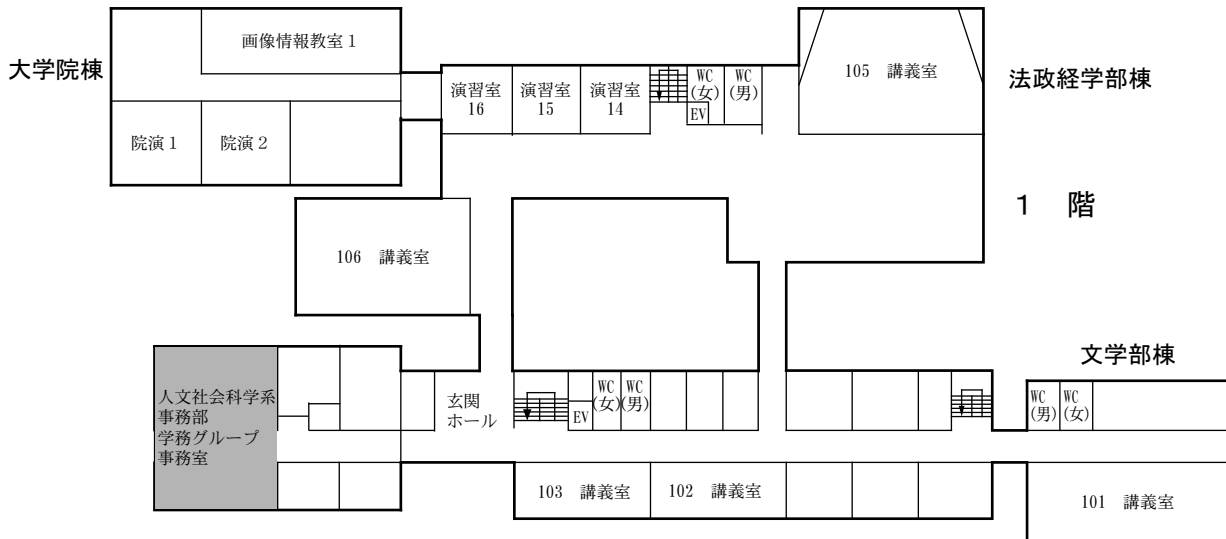 大学院棟
画像情報教室1
院演1
院演2
演習室
16
演習室
15
演習室
14
WC
(女)
WC
(男)
EV
105 講義室
法政経学部棟
1 階
106 講義室
文学部棟
人文社会科学系
事務部
学務グループ
事務室
玄関
ホール
EV
WC
(女)
WC
(男)
WC
(男)
WC
(女)
103 講義室
102 講義室
101 講義室